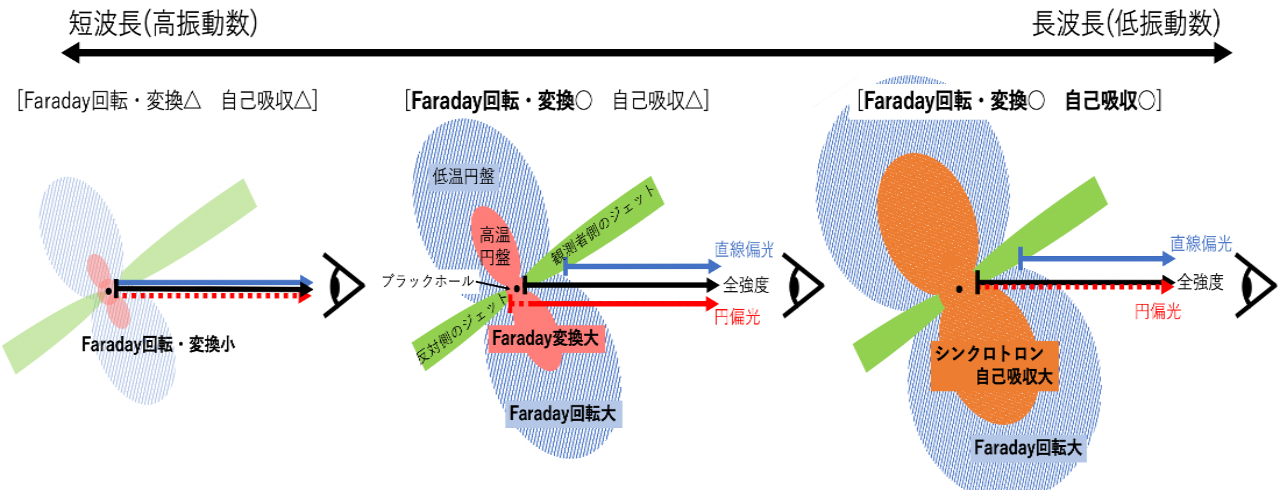 短波長(高振動数)
長波長(低振動数)
[Faraday回転・変換△　自己吸収△]
[Faraday回転・変換○　自己吸収△]
[Faraday回転・変換○　自己吸収○]
Faraday回転・変換小
低温円盤
高温
円盤
観測者側のジェット
ブラックホール
反対側のジェット
直線偏光
全強度
円偏光
Faraday変換大
Faraday回転大
直線偏光
全強度
円偏光
シンクロトロン
自己吸収大
Faraday回転大